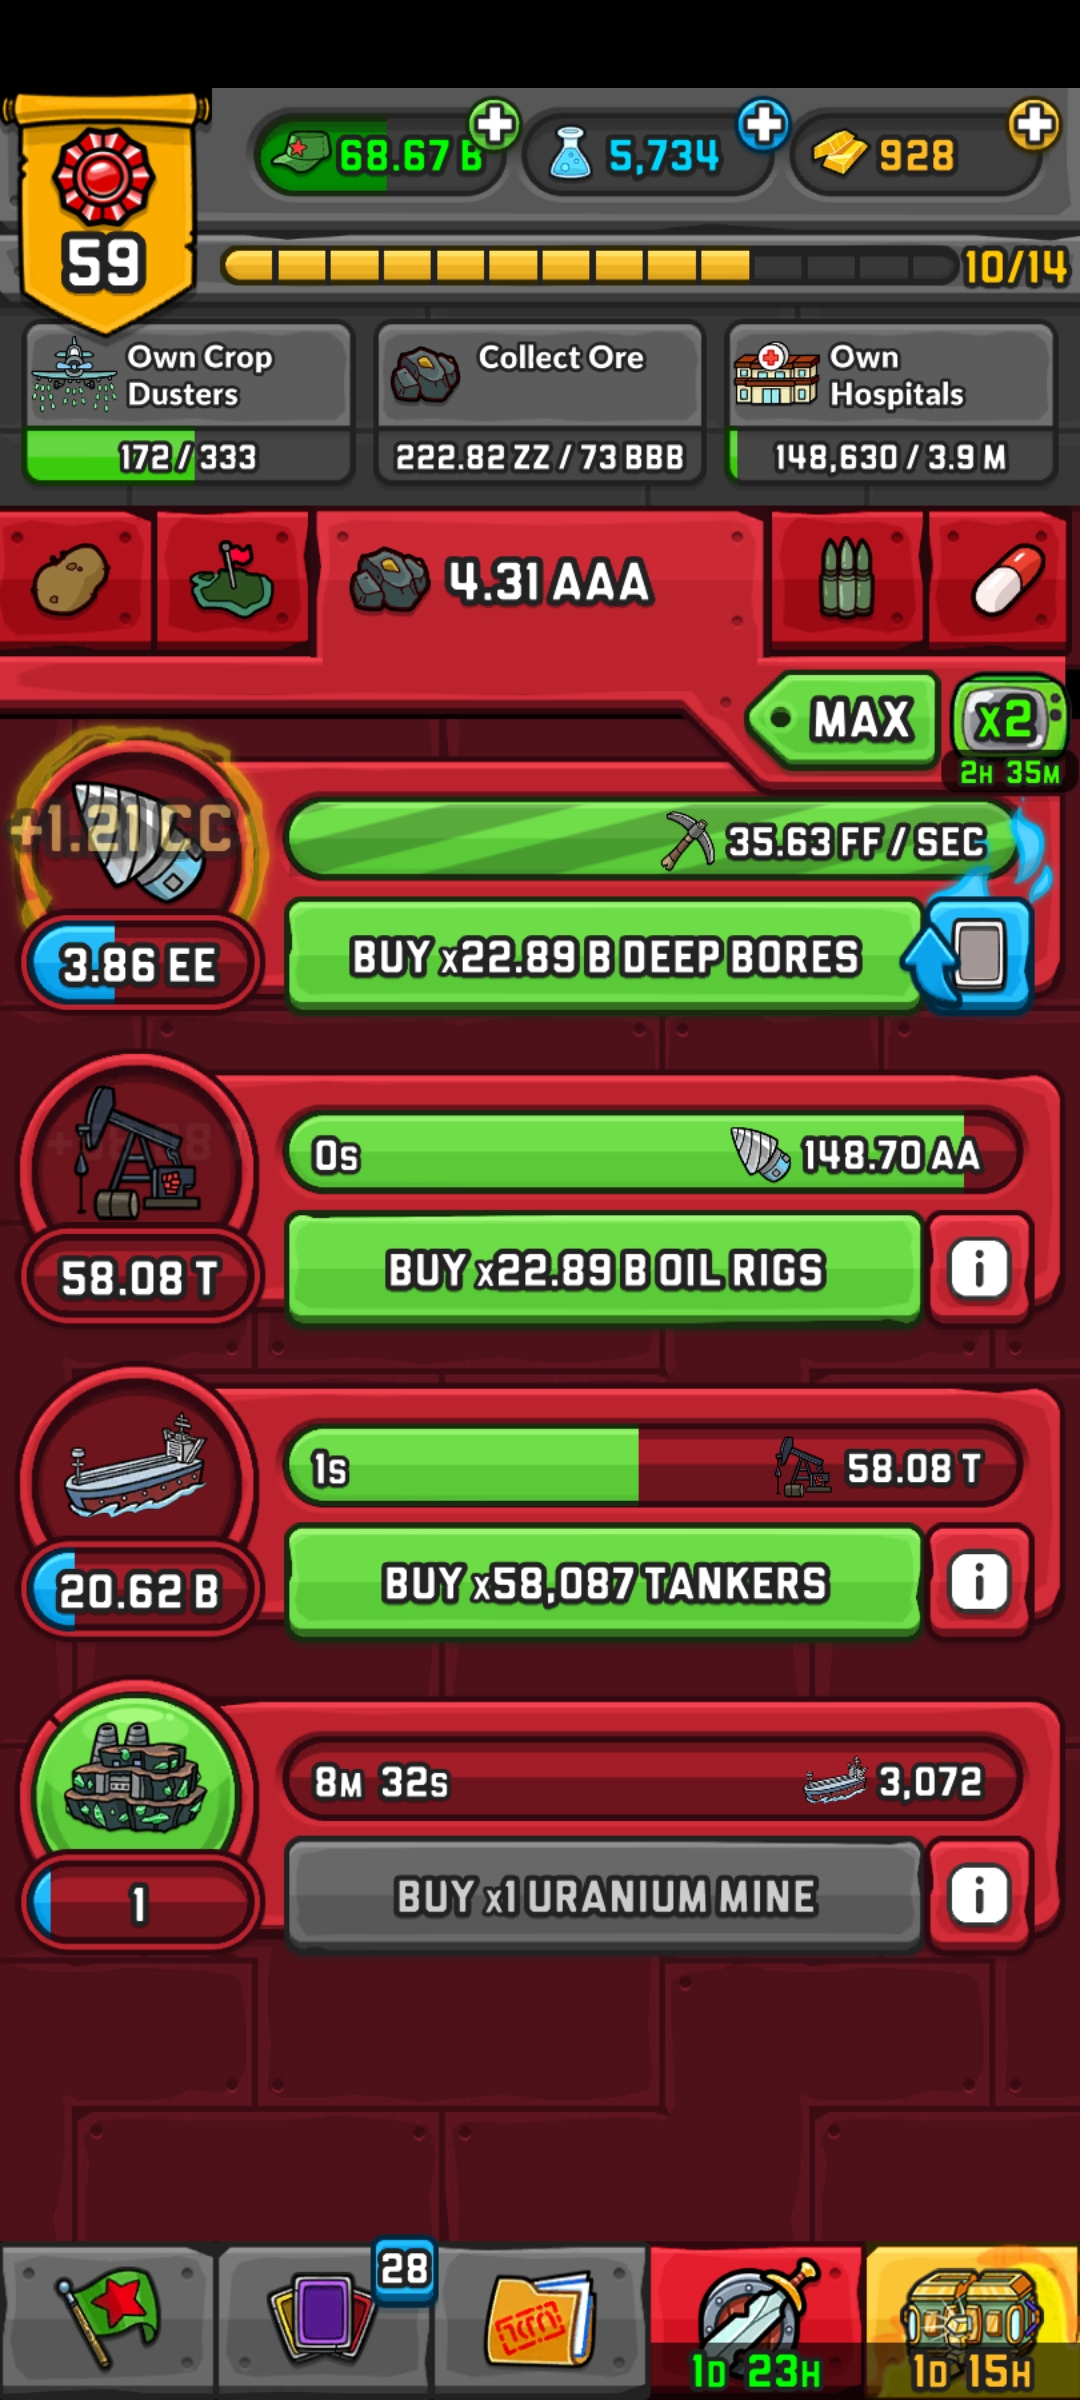 68.67 B
5,734
928
59
10/14
Own Crop
Dusters
172 / 333
Collect Ore
222.82 ZZ / 73 BBB
Own
Hospitals
148,630 / 3.9 M
4.31 AAA
MAX
x2
2H 35M
+1.21 CC
35.63 FF / SEC
3.86 EE
BUY x22.89 B DEEP BORES
0s
148.70 AA
58.08 T
BUY x22.89 B OIL RIGS
i
1s
58.08 T
20.62 B
BUY x58,087 TANKERS
i
8M 32s
3,072
1
BUY x1 URANIUM MINE
i
28
1D 23H
1D 15H